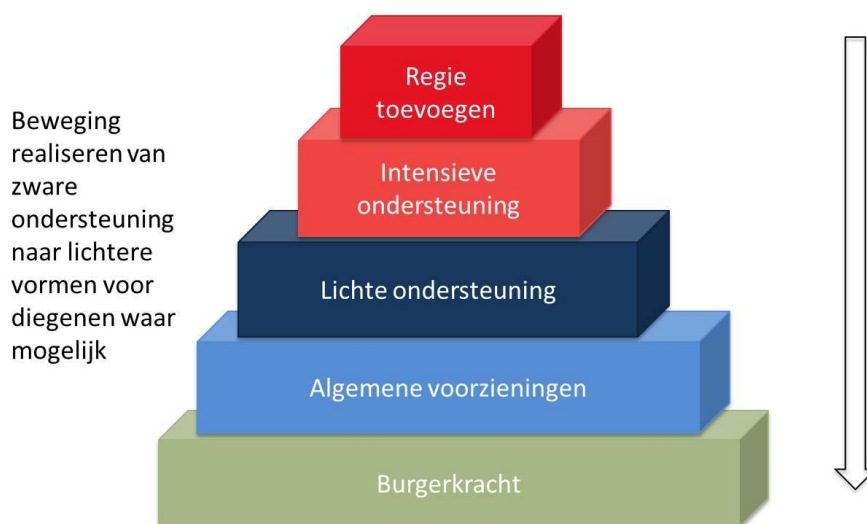 Beweging
realiseren van
zware
ondersteuning
naar lichtere
vormen voor
diegenen waar
mogelijk
Regie
toevoegen
Intensieve
ondersteuning
Lichte ondersteuning
Algemene voorzieningen
Burgerkracht